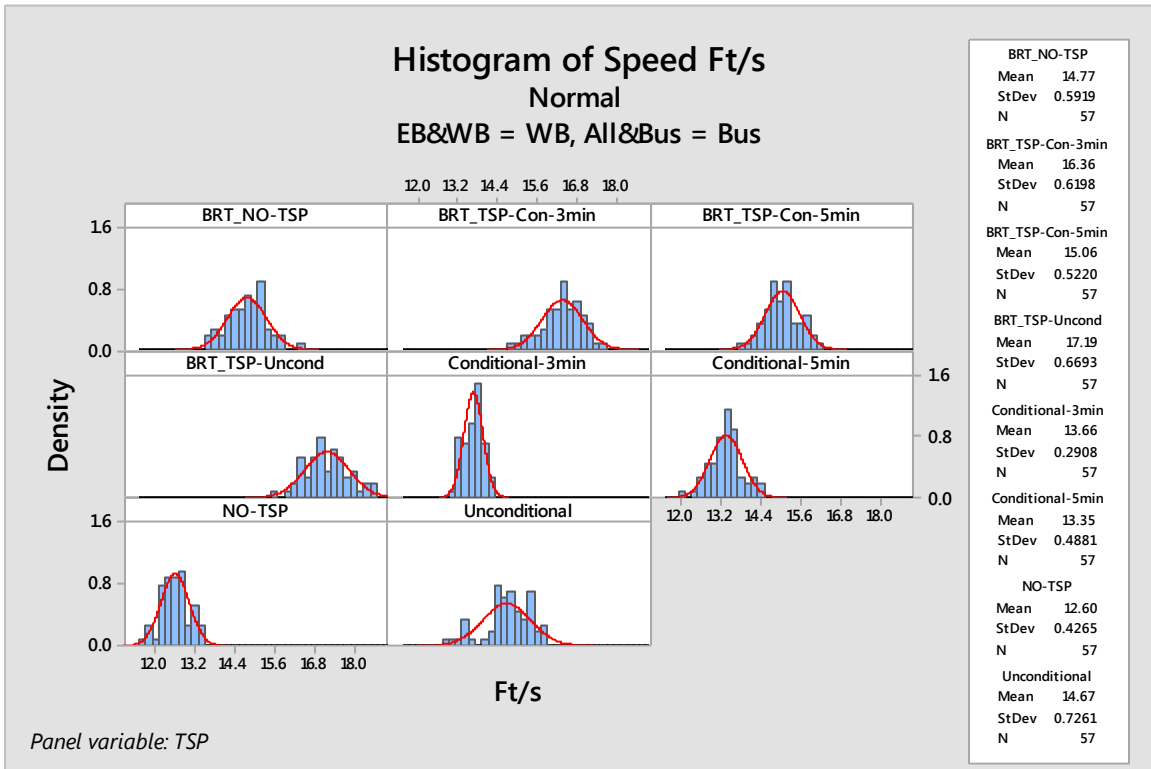 Histogram of Speed Ft/s
Normal
EB&WB = WB, All&Bus = Bus
12.0 13.2 14.4 15.6 16.8 18.0
BRT_NO-TSP BRT_TSP-Con-3min BRT_TSP-Con-5min
1.6
0.8
0.0
BRT_TSP-Uncond Conditional-3min Conditional-5min
1.6
0.8
0.0
12.0 13.2 14.4 15.6 16.8 18.0
NO-TSP Unconditional
1.6
0.8
0.0
12.0 13.2 14.4 15.6 16.8 18.0
Density
Ft/s
Panel variable: TSP
BRT_NO-TSP
Mean 14.77
StDev 0.5919
N 57
BRT_TSP-Con-3min
Mean 16.36
StDev 0.6198
N 57
BRT_TSP-Con-5min
Mean 15.06
StDev 0.5220
N 57
BRT_TSP-Uncond
Mean 17.19
StDev 0.6693
N 57
Conditional-3min
Mean 13.66
StDev 0.2908
N 57
Conditional-5min
Mean 13.35
StDev 0.4881
N 57
NO-TSP
Mean 12.60
StDev 0.4265
N 57
Unconditional
Mean 14.67
StDev 0.7261
N 57